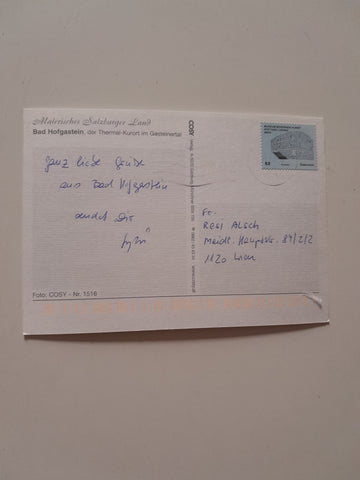 Malerisches Salzburger Land
Bad Hofgastein, der Thermal-Kurort im Gasteinertal
ganz liebe Grüße
aus Bad Hofgastein
sendet Dir
Fr.
Resi Alsch
Meidl. Hauptstr. 84/2/2
1120 Wien
Foto: COSY - Nr. 1516
COSY
62